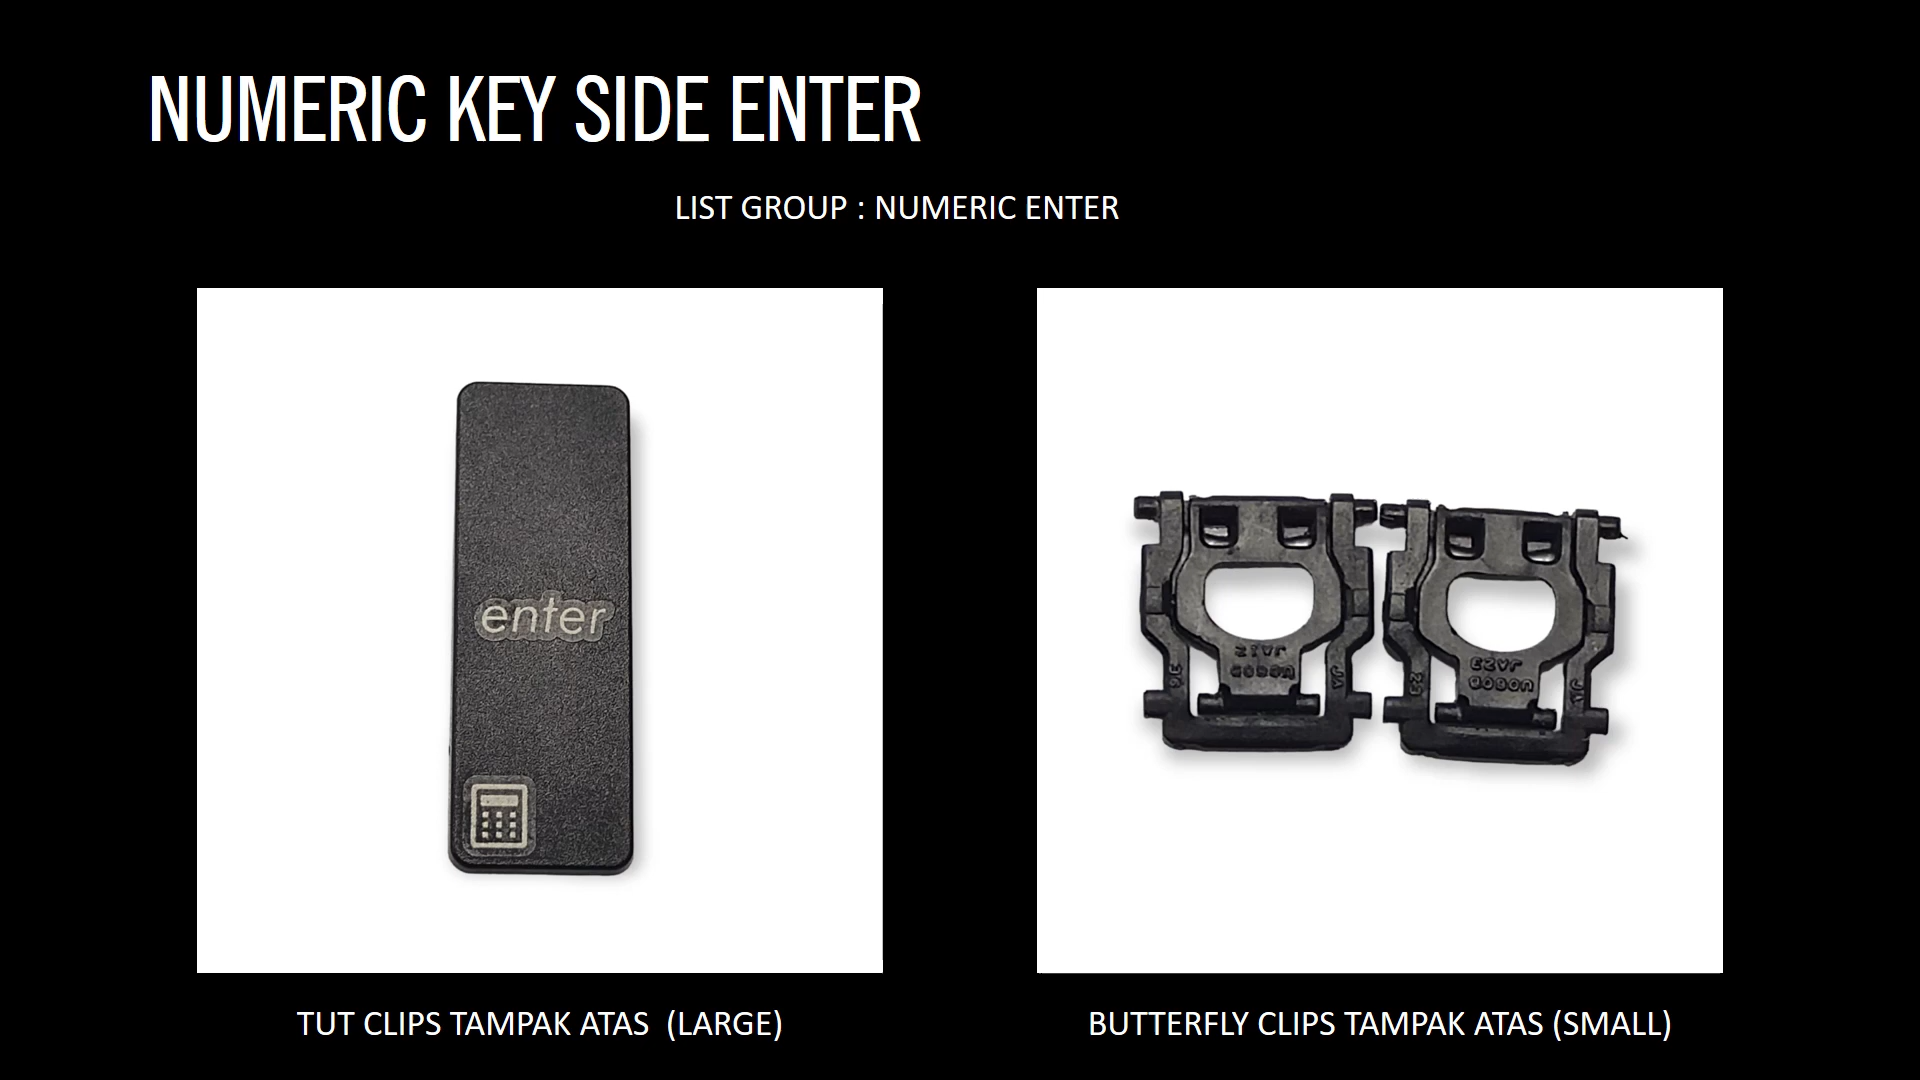 NUMERIC KEY SIDE ENTER
LIST GROUP : NUMERIC ENTER
enter
TUT CLIPS TAMPAK ATAS (LARGE)
BUTTERFLY CLIPS TAMPAK ATAS (SMALL)